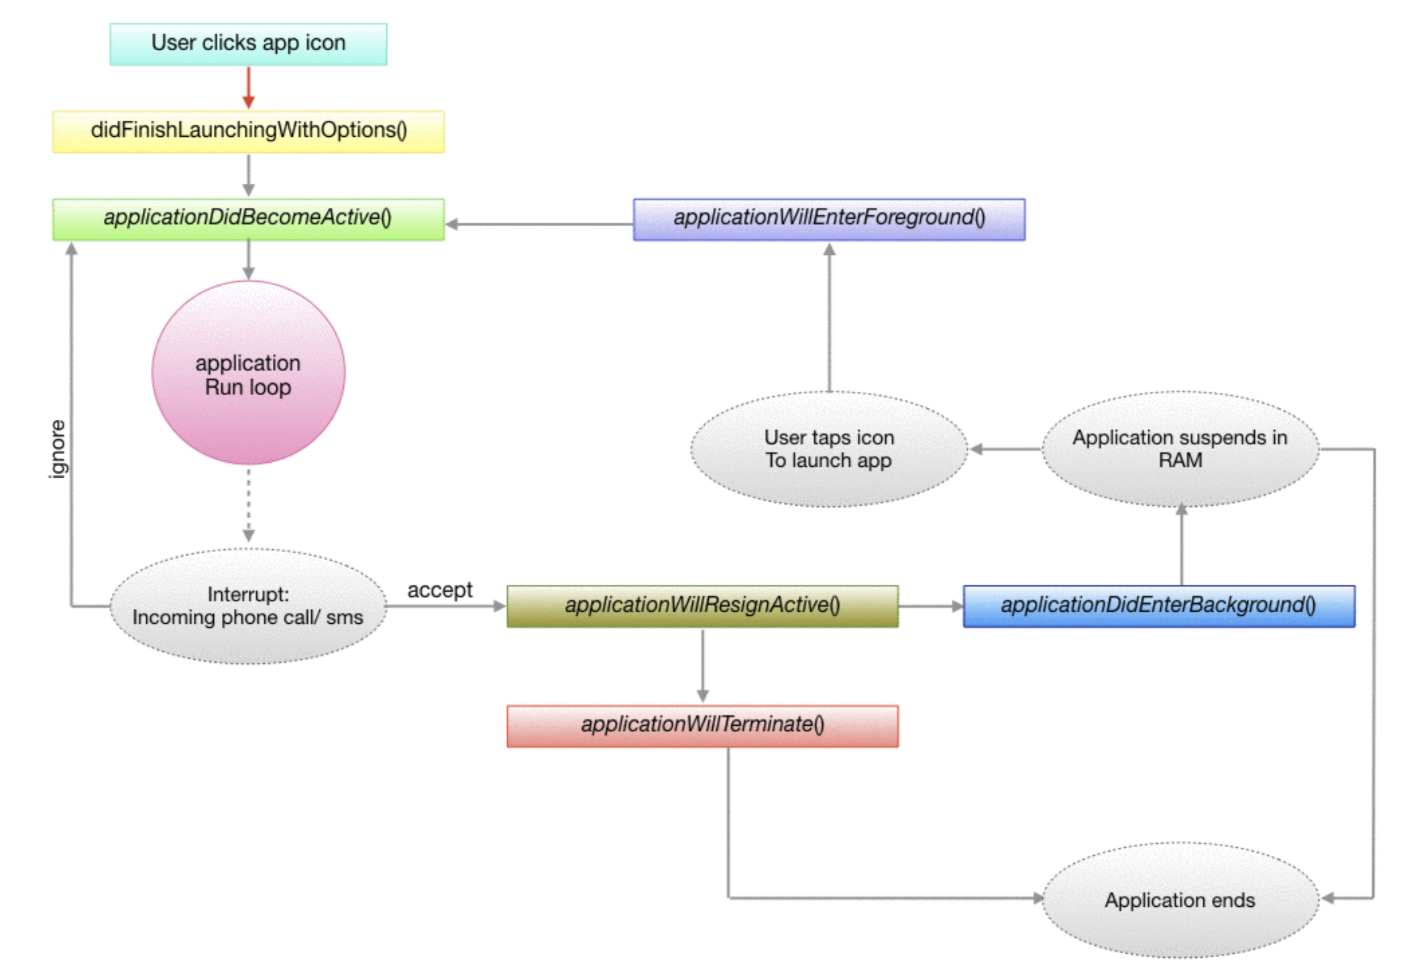 User clicks app icon
didFinishLaunchingWithOptions()
applicationDidBecomeActive()
applicationWillEnterForeground()
application
Run loop
ignore
User taps icon
To launch app
Application suspends in
RAM
Interrupt:
Incoming phone call/ sms
accept
applicationWillResignActive()
applicationDidEnterBackground()
applicationWillTerminate()
Application ends